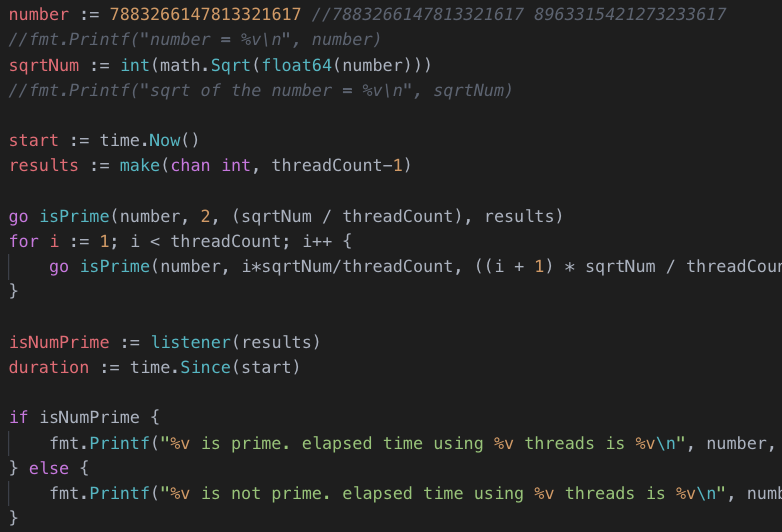 number := 7883266147813321617 //7883266147813321617 8963315421273233617
//fmt.Printf("number = %v\n", number)
sqrtNum := int(math.Sqrt(float64(number)))
//fmt.Printf("sqrt of the number = %v\n", sqrtNum)
start := time.Now()
results := make(chan int, threadCount-1)
go isPrime(number, 2, (sqrtNum / threadCount), results)
for i := 1; i < threadCount; i++ {
go isPrime(number, i*sqrtNum/threadCount, ((i + 1) * sqrtNum / threadCoun
}
isNumPrime := listener(results)
duration := time.Since(start)
if isNumPrime {
fmt.Printf("%v is prime. elapsed time using %v threads is %v\n", number,
} else {
fmt.Printf("%v is not prime. elapsed time using %v threads is %v\n", numb
}